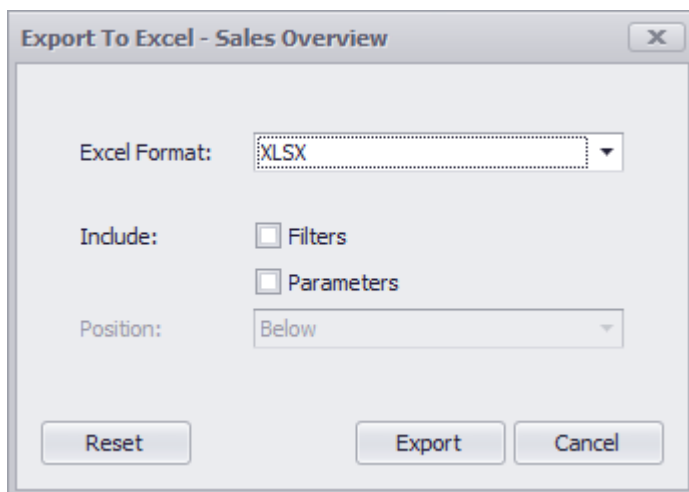 Export To Excel - Sales Overview
Excel Format: XLSX
Include: Filters
Parameters
Position: Below
Reset Export Cancel